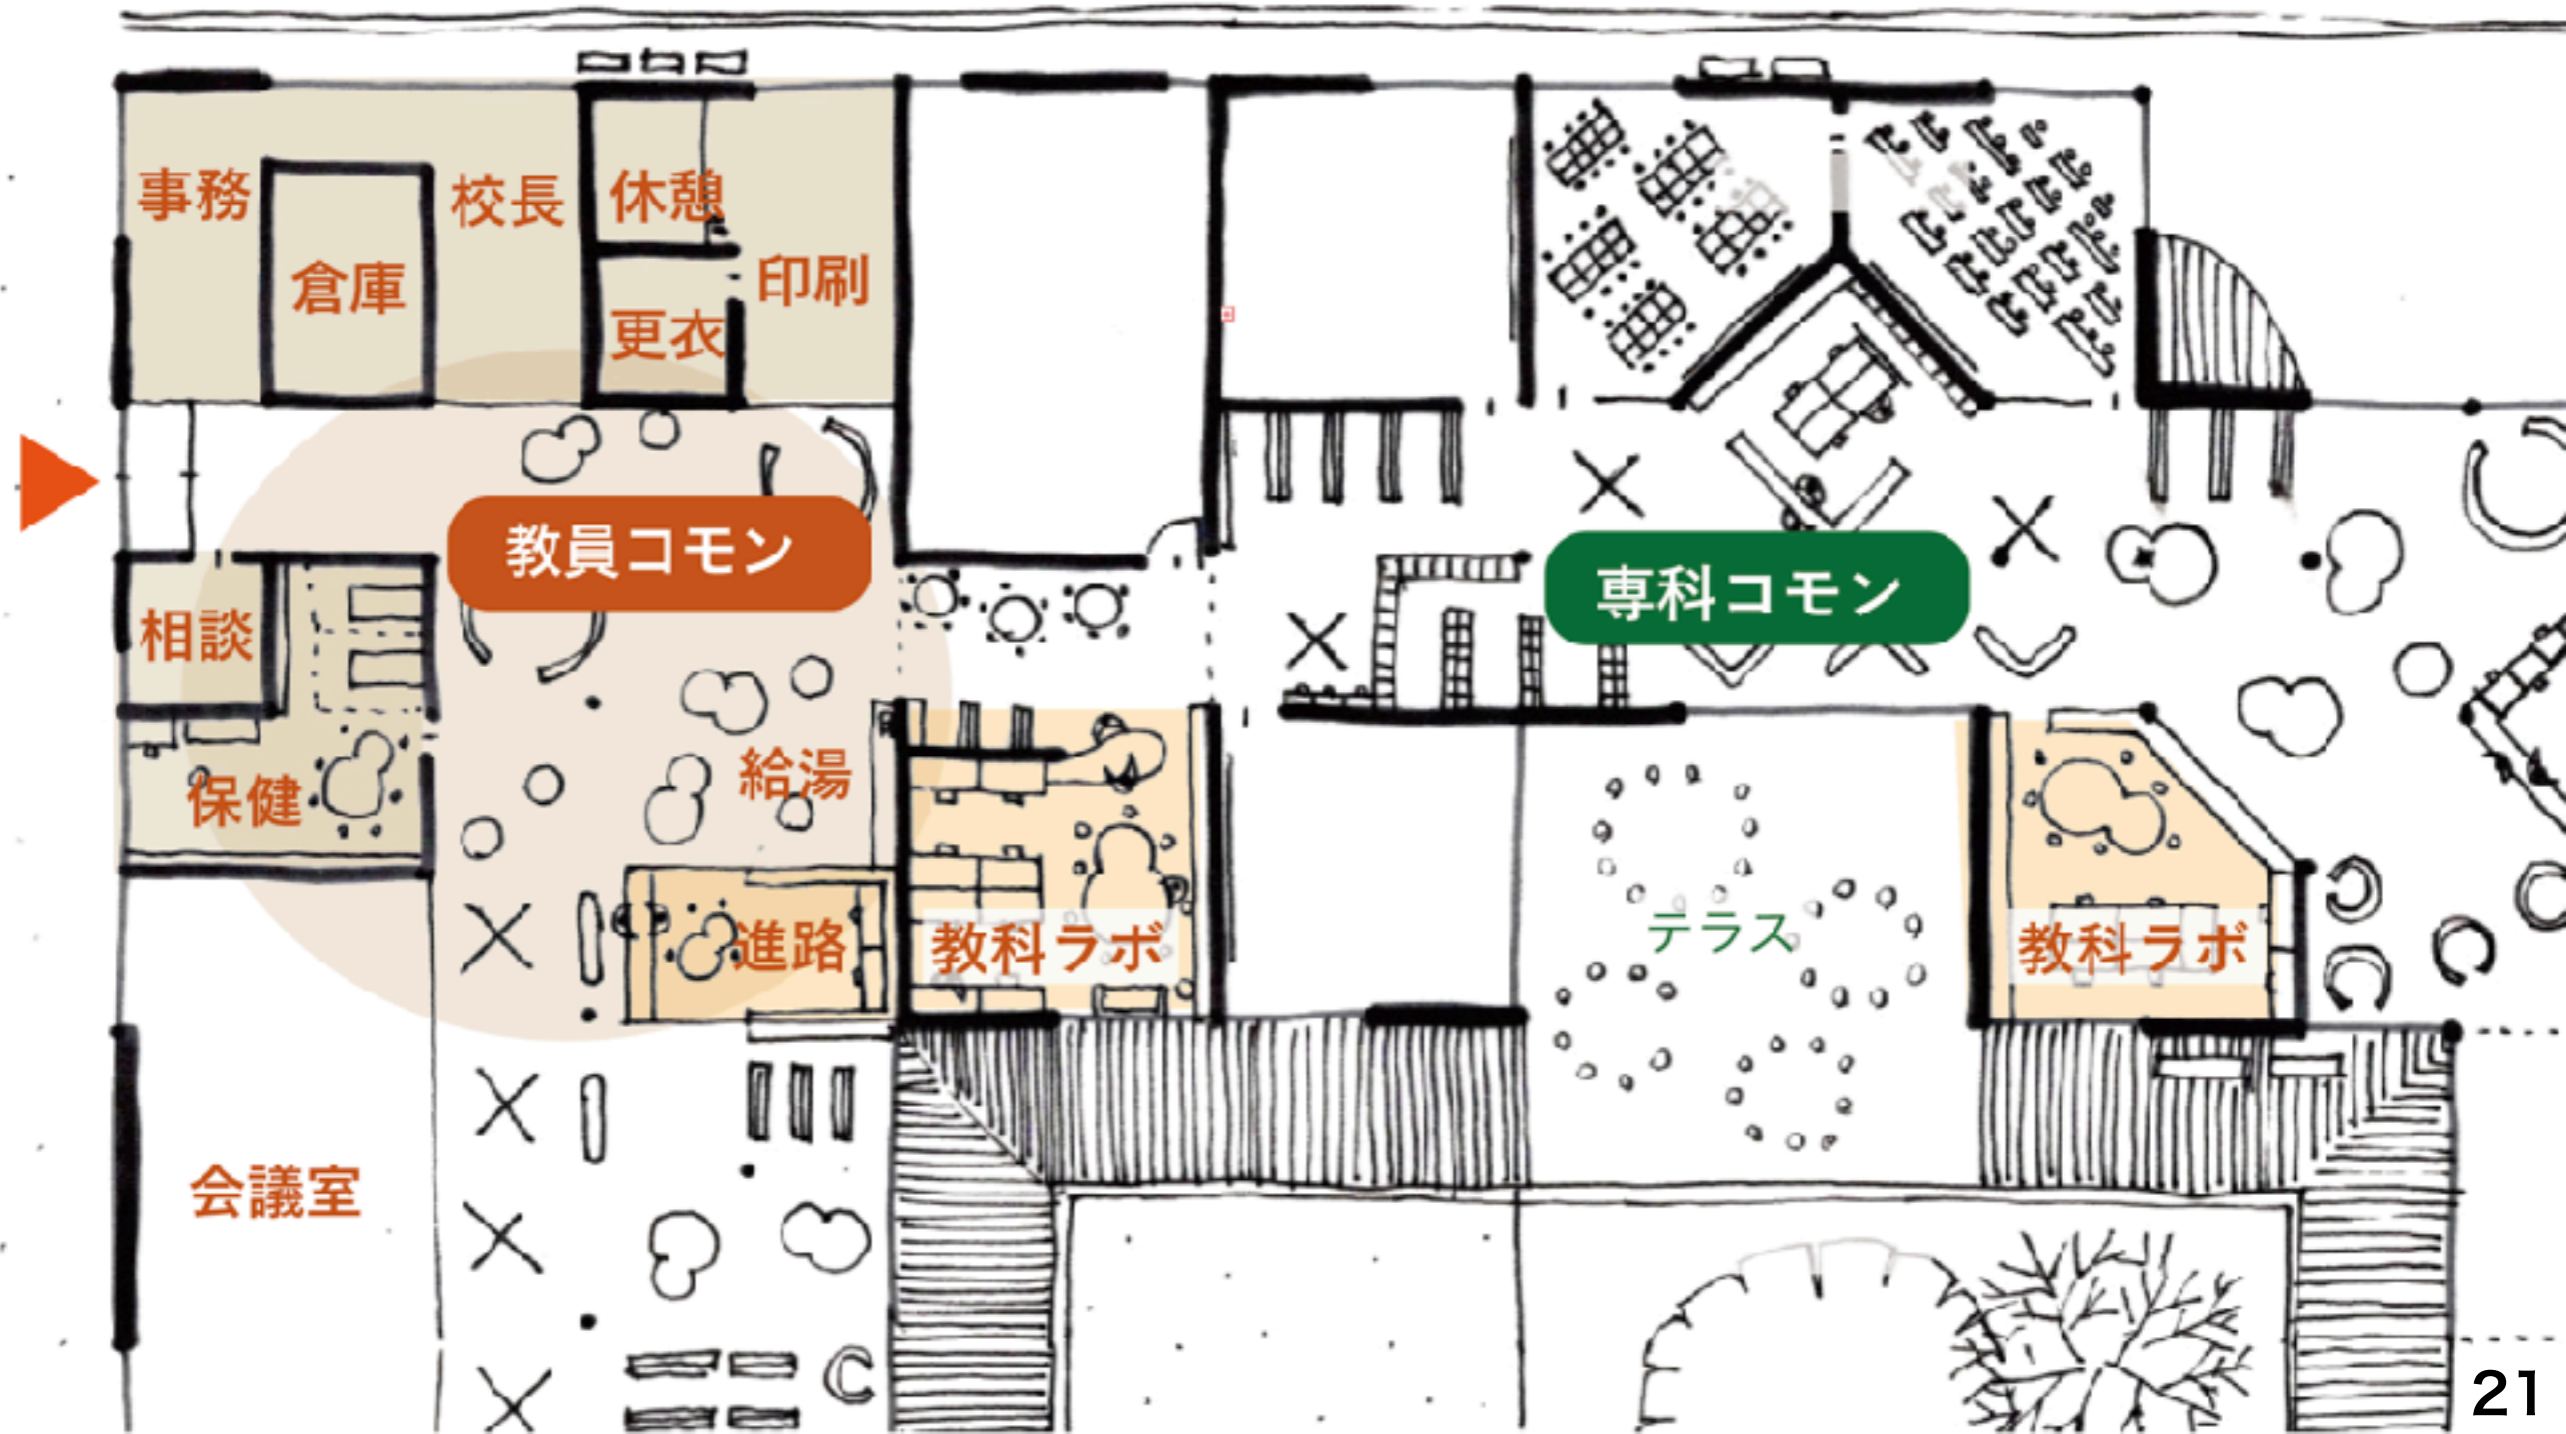 事務
校長
休憩
倉庫
印刷
更衣
教員コモン
専科コモン
相談
給湯
保健
進路
教科ラボ
テラス
教科ラボ
会議室
21